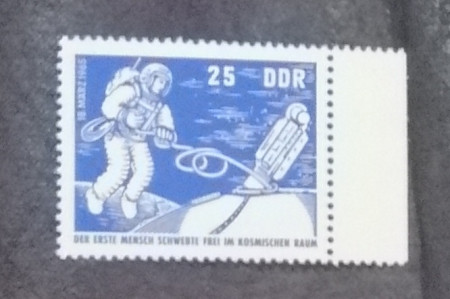 18. MÄRZ 1965
25 DDR
DER ERSTE MENSCH SCHWEBTE FREI IM KOSMISCHEN RAUM